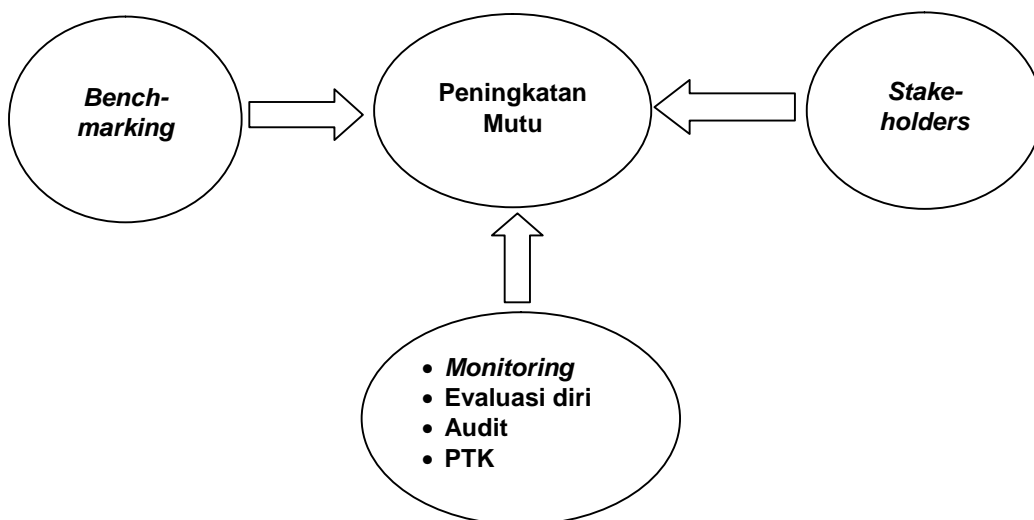 Bench-
marking
Peningkatan
Mutu
Stake-
holders
• Monitoring
• Evaluasi diri
• Audit
• PTK